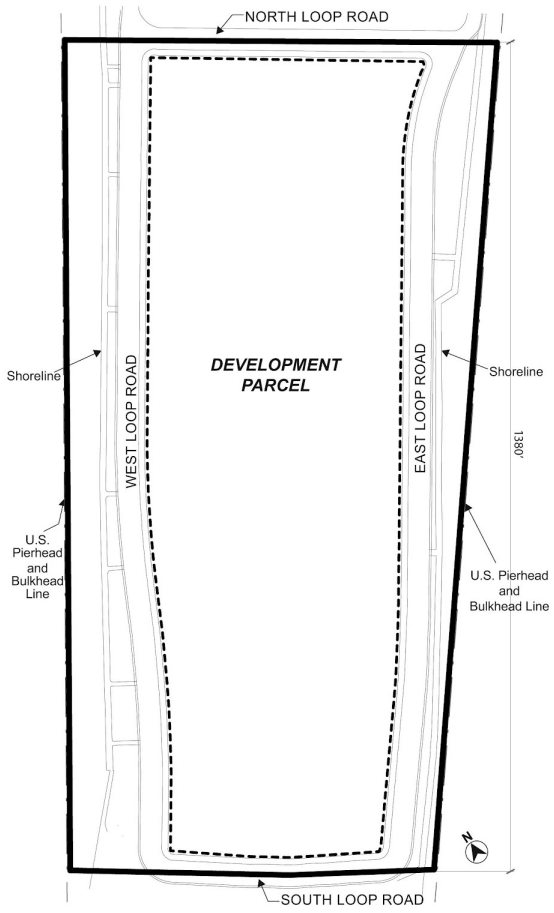 NORTH LOOP ROAD
DEVELOPMENT
PARCEL
WEST LOOP ROAD
EAST LOOP ROAD
Shoreline
Shoreline
1380'
U.S.
Pierhead
and
Bulkhead
Line
U.S. Pierhead
and
Bulkhead Line
N
SOUTH LOOP ROAD